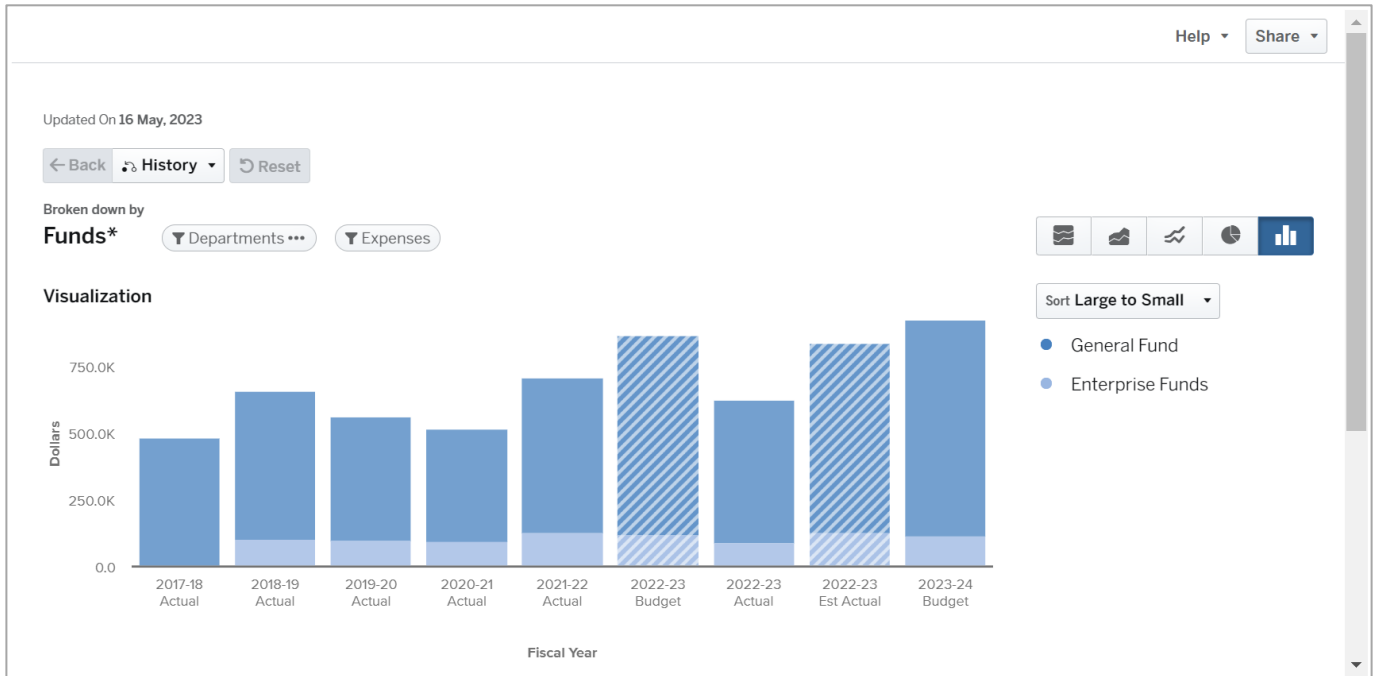 Help
Share
Updated On 16 May, 2023
Back
History
Reset
Broken down by
Funds*
Departments •••
Expenses
Visualization
Sort Large to Small
General Fund
Enterprise Funds
Dollars
750.0K
500.0K
250.0K
0.0
2017-18
Actual
2018-19
Actual
2019-20
Actual
2020-21
Actual
2021-22
Actual
2022-23
Budget
2022-23
Actual
2022-23
Est Actual
2023-24
Budget
Fiscal Year